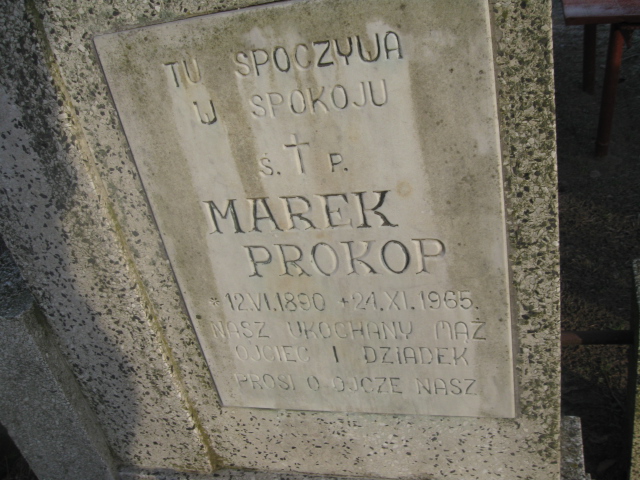 TU SPOCZYWA
W SPOKOJU
Ś. † P.
MAREK
PROKOP
* 12.VI.1890 + 24.XI.1965.
NASZ UKOCHANY MĄŻ
OJCIEC I DZIADEK
PROSI O OJCZE NASZ